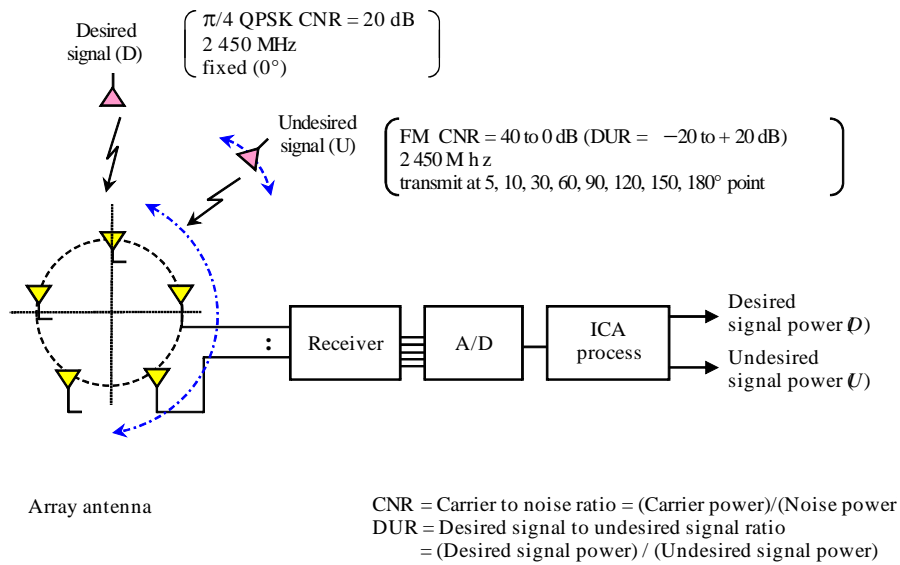 Desired
signal (D)
π/4 QPSK CNR = 20 dB
2 450 MHz
fixed (0°)
Undesired
signal (U)
FM CNR = 40 to 0 dB (DUR = −20 to + 20 dB)
2 450 M h z
transmit at 5, 10, 30, 60, 90, 120, 150, 180° point
:
Receiver
A/D
ICA
process
Desired
signal power (D)
Undesired
signal power (U)
Array antenna
CNR = Carrier to noise ratio = (Carrier power)/(Noise power
DUR = Desired signal to undesired signal ratio
= (Desired signal power) / (Undesired signal power)